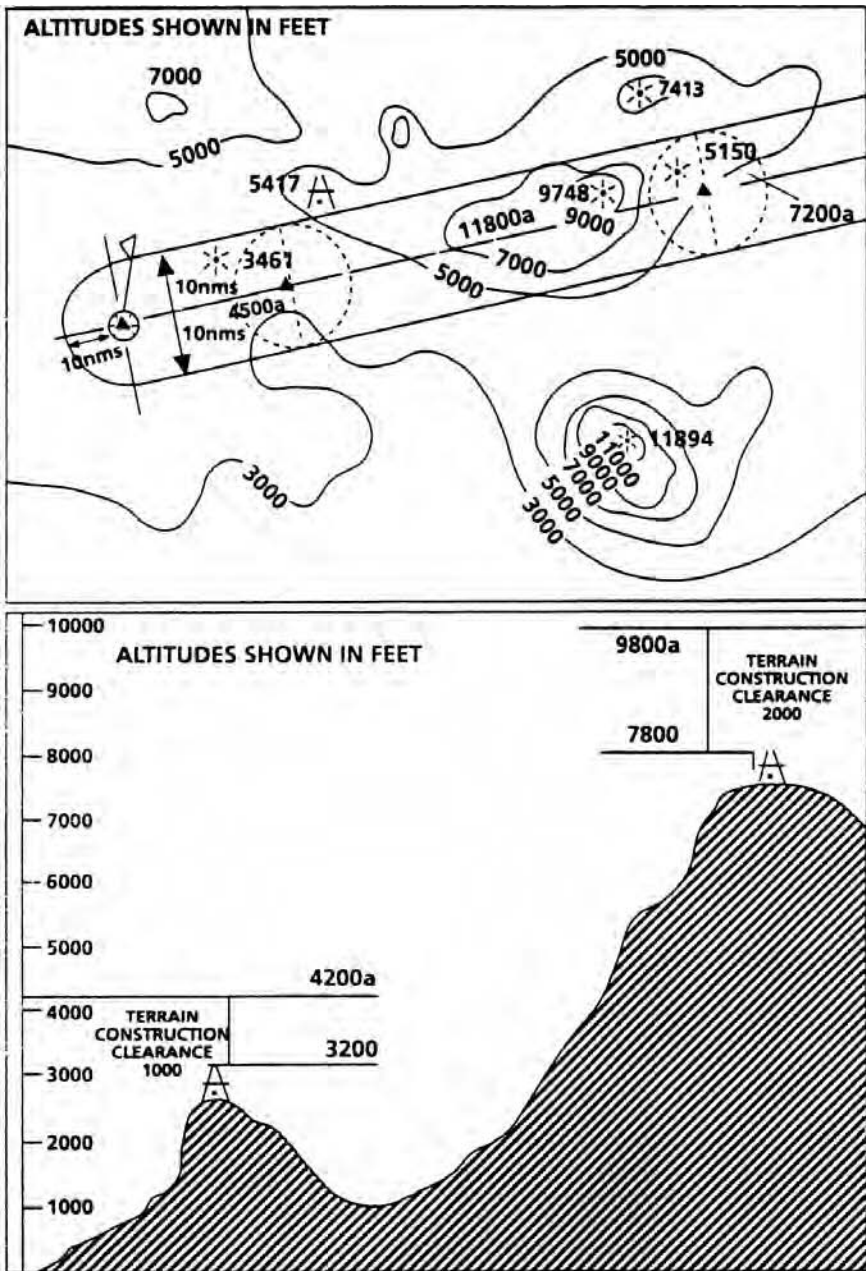 ALTITUDES SHOWN IN FEET
7000
5000
7413
5000
5150
5417
9748
7200a
11800a
9000
7000
3461
5000
10nms
4500a
10nms
10nms
11894
11000
9000
7000
5000
3000
3000
10000
ALTITUDES SHOWN IN FEET
9800a
TERRAIN
CONSTRUCTION
CLEARANCE
2000
9000
8000
7800
7000
6000
5000
4200a
4000
TERRAIN
CONSTRUCTION
CLEARANCE
1000
3200
3000
2000
1000